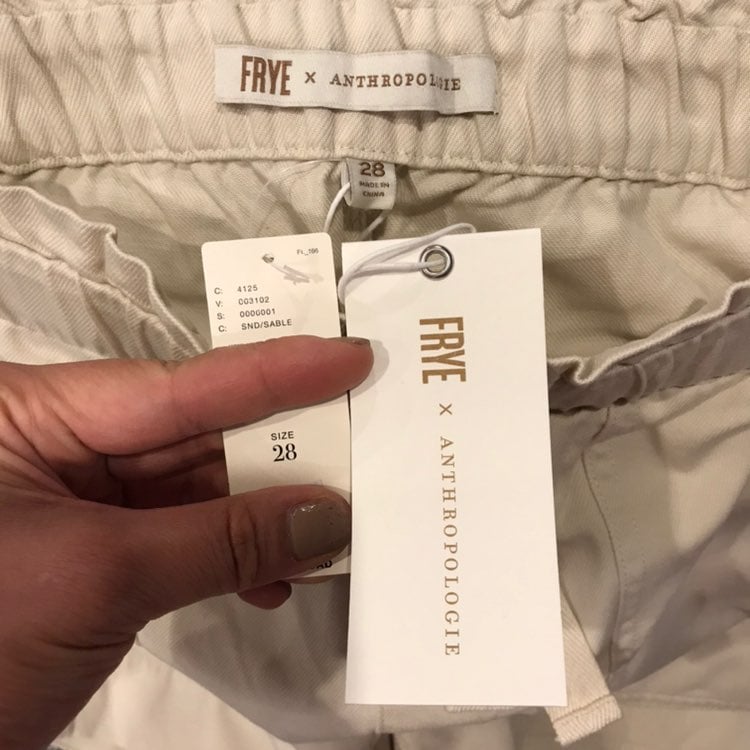 FRYE x ANTHROPOLOGIE
28
MADE IN
CHINA
C: 4125
V: 003102
S: 0000001
C: SND/SABLE
SIZE
28
FRYE x ANTHROPOLOGIE